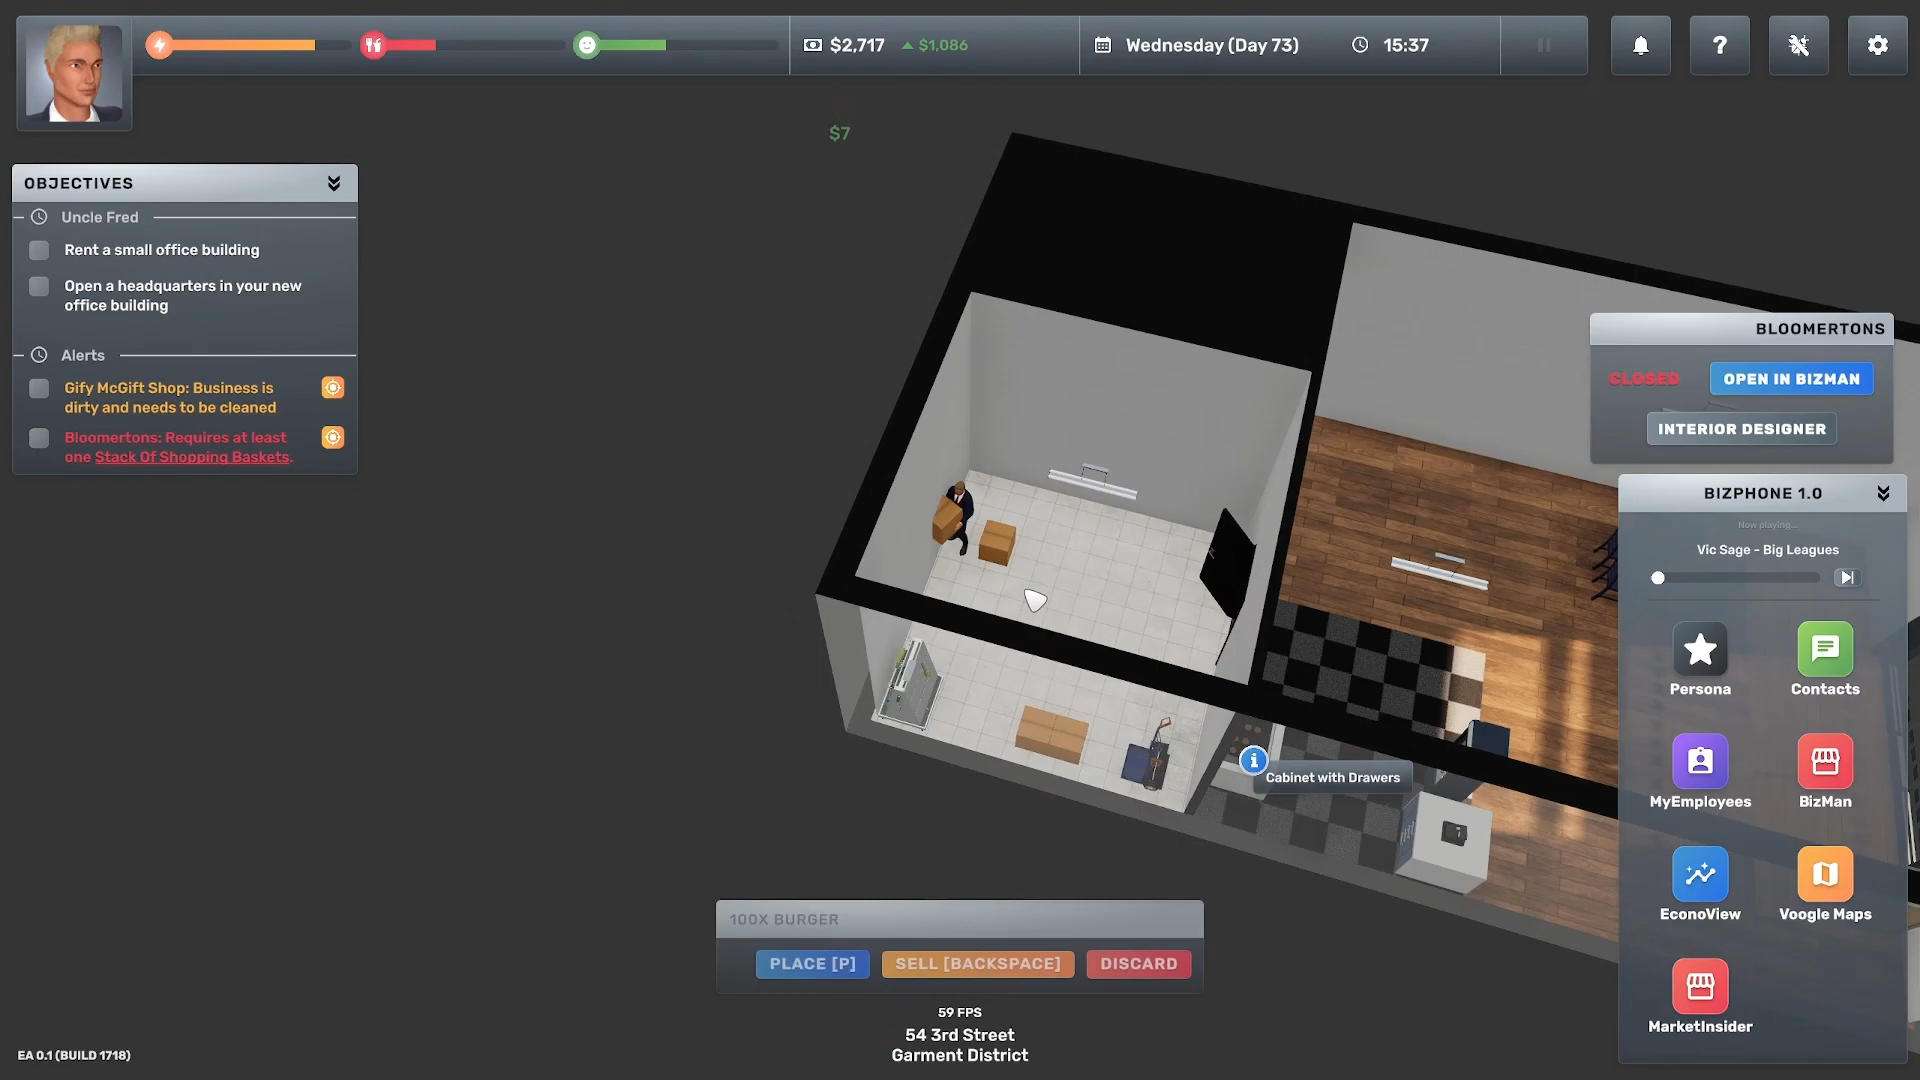 $2,717
$1,086
Wednesday (Day 73)
15:37
?
$7
OBJECTIVES
Uncle Fred
Rent a small office building
Open a headquarters in your new
office building
Alerts
Gify McGift Shop: Business is
dirty and needs to be cleaned
Bloomertons: Requires at least
one Stack Of Shopping Baskets.
BLOOMERTONS
CLOSED
OPEN IN BIZMAN
INTERIOR DESIGNER
BIZPHONE 1.0
Now playing...
Vic Sage - Big Leagues
Persona
Contacts
MyEmployees
BizMan
EconoView
Voogle Maps
MarketInsider
i
Cabinet with Drawers
100X BURGER
PLACE [P]
SELL [BACKSPACE]
DISCARD
59 FPS
54 3rd Street
Garment District
EA 0.1 (BUILD 1718)